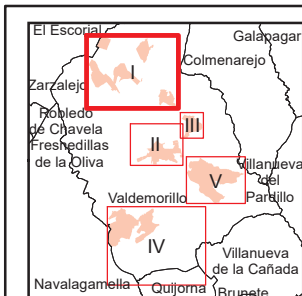 El Escorial
Galapagar
I
Colmenarejo
Zarzalejo
Robledo
de Chavela
III
Fresnedillas
de la Oliva
II
Villanueva
del
Pardillo
V
Valdemorillo
IV
Villanueva
de la Cañada
Navalagamella
Quijorna
Brunete